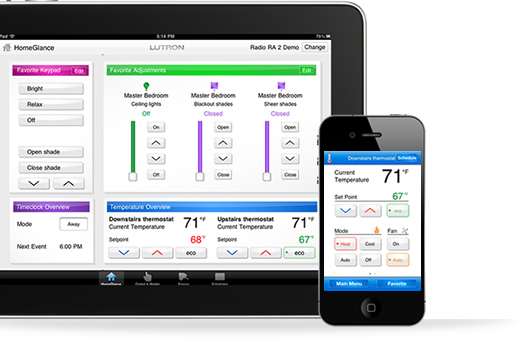 Pad
5:14 PM
75%
HomeGlance
LUTRON
Radio RA 2 Demo
Change
Favorite Keypad
Edit
Bright
Relax
Off
Open shade
Close shade
Favorite Adjustments
Edit
Master Bedroom
Ceiling lights
Off
On
Off
Master Bedroom
Blackout shades
Closed
Open
Close
Master Bedroom
Sheer shades
Closed
Open
Close
Timeclock Overview
Mode
Away
Next Event
6:00 PM
Temperature Overview
Downstairs thermostat
Current Temperature
71°F
Setpoint
68°F
eco
Upstairs thermostat
Current Temperature
71°F
Setpoint
67°F
eco
HomeGlance
Schedules
Downstairs thermostat
Schedule
Current
Temperature
71°F
Set Point
67°F
eco
Mode
Fan
Heat
Cool
On
Auto
Off
Auto
Main Menu
Favorite